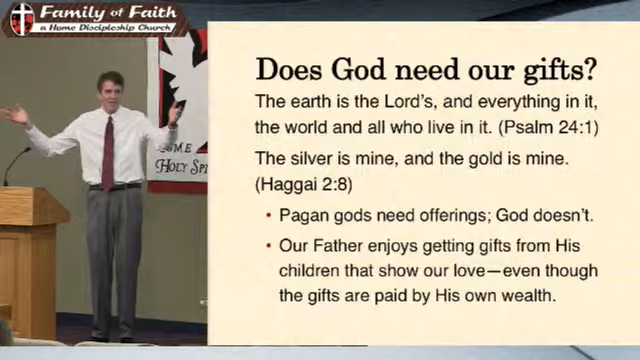 Family of Faith
a Home Discipleship Church
Does God need our gifts?
The earth is the Lord's, and everything in it,
the world and all who live in it. (Psalm 24:1)
The silver is mine, and the gold is mine.
(Haggai 2:8)
• Pagan gods need offerings; God doesn't.
• Our Father enjoys getting gifts from His
children that show our love—even though
the gifts are paid by His own wealth.
HOLY SPI